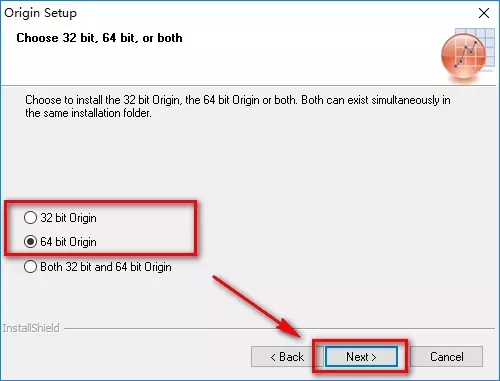 Origin Setup
Choose 32 bit, 64 bit, or both
Choose to install the 32 bit Origin, the 64 bit Origin or both. Both can exist simultaneously in
the same installation folder.
32 bit Origin
64 bit Origin
Both 32 bit and 64 bit Origin
InstallShield
< Back
Next >
Cancel